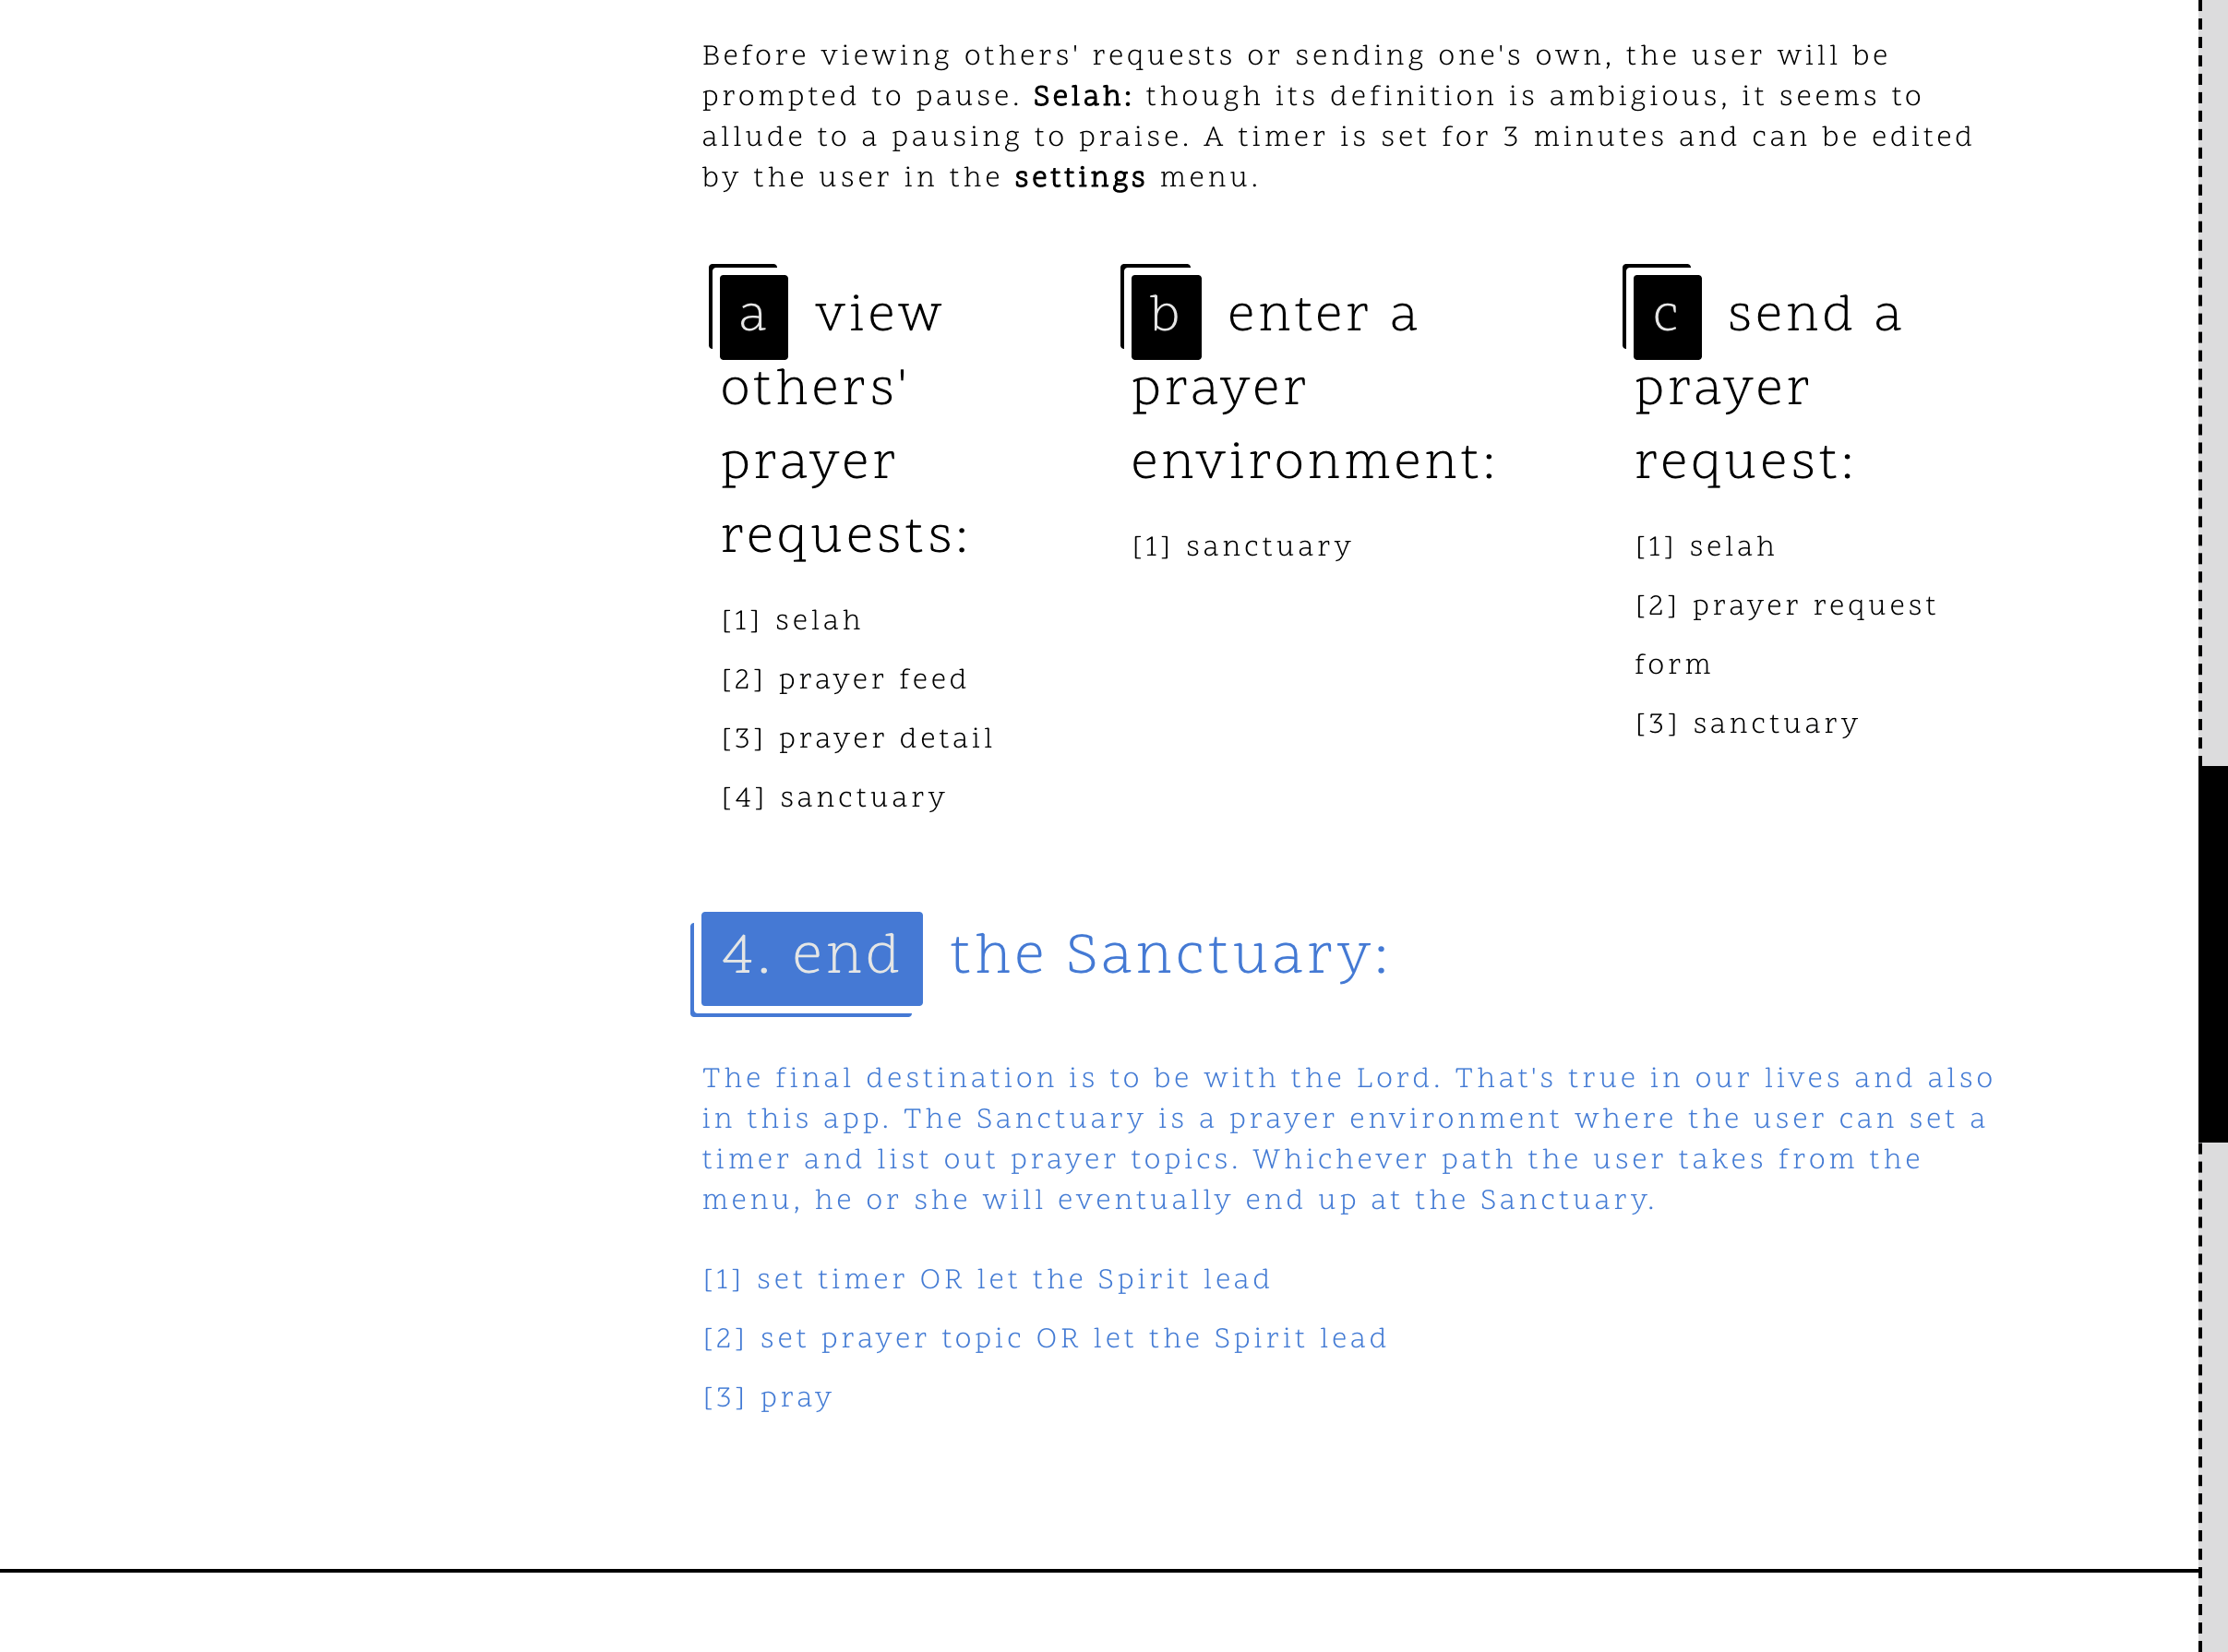 Before viewing others' requests or sending one's own, the user will be
prompted to pause. Selah: though its definition is ambigious, it seems to
allude to a pausing to praise. A timer is set for 3 minutes and can be edited
by the user in the settings menu.
a view
others'
prayer
requests:
[1] selah
[2] prayer feed
[3] prayer detail
[4] sanctuary
b enter a
prayer
environment:
[1] sanctuary
c send a
prayer
request:
[1] selah
[2] prayer request
form
[3] sanctuary
4. end the Sanctuary:
The final destination is to be with the Lord. That's true in our lives and also
in this app. The Sanctuary is a prayer environment where the user can set a
timer and list out prayer topics. Whichever path the user takes from the
menu, he or she will eventually end up at the Sanctuary.
[1] set timer OR let the Spirit lead
[2] set prayer topic OR let the Spirit lead
[3] pray